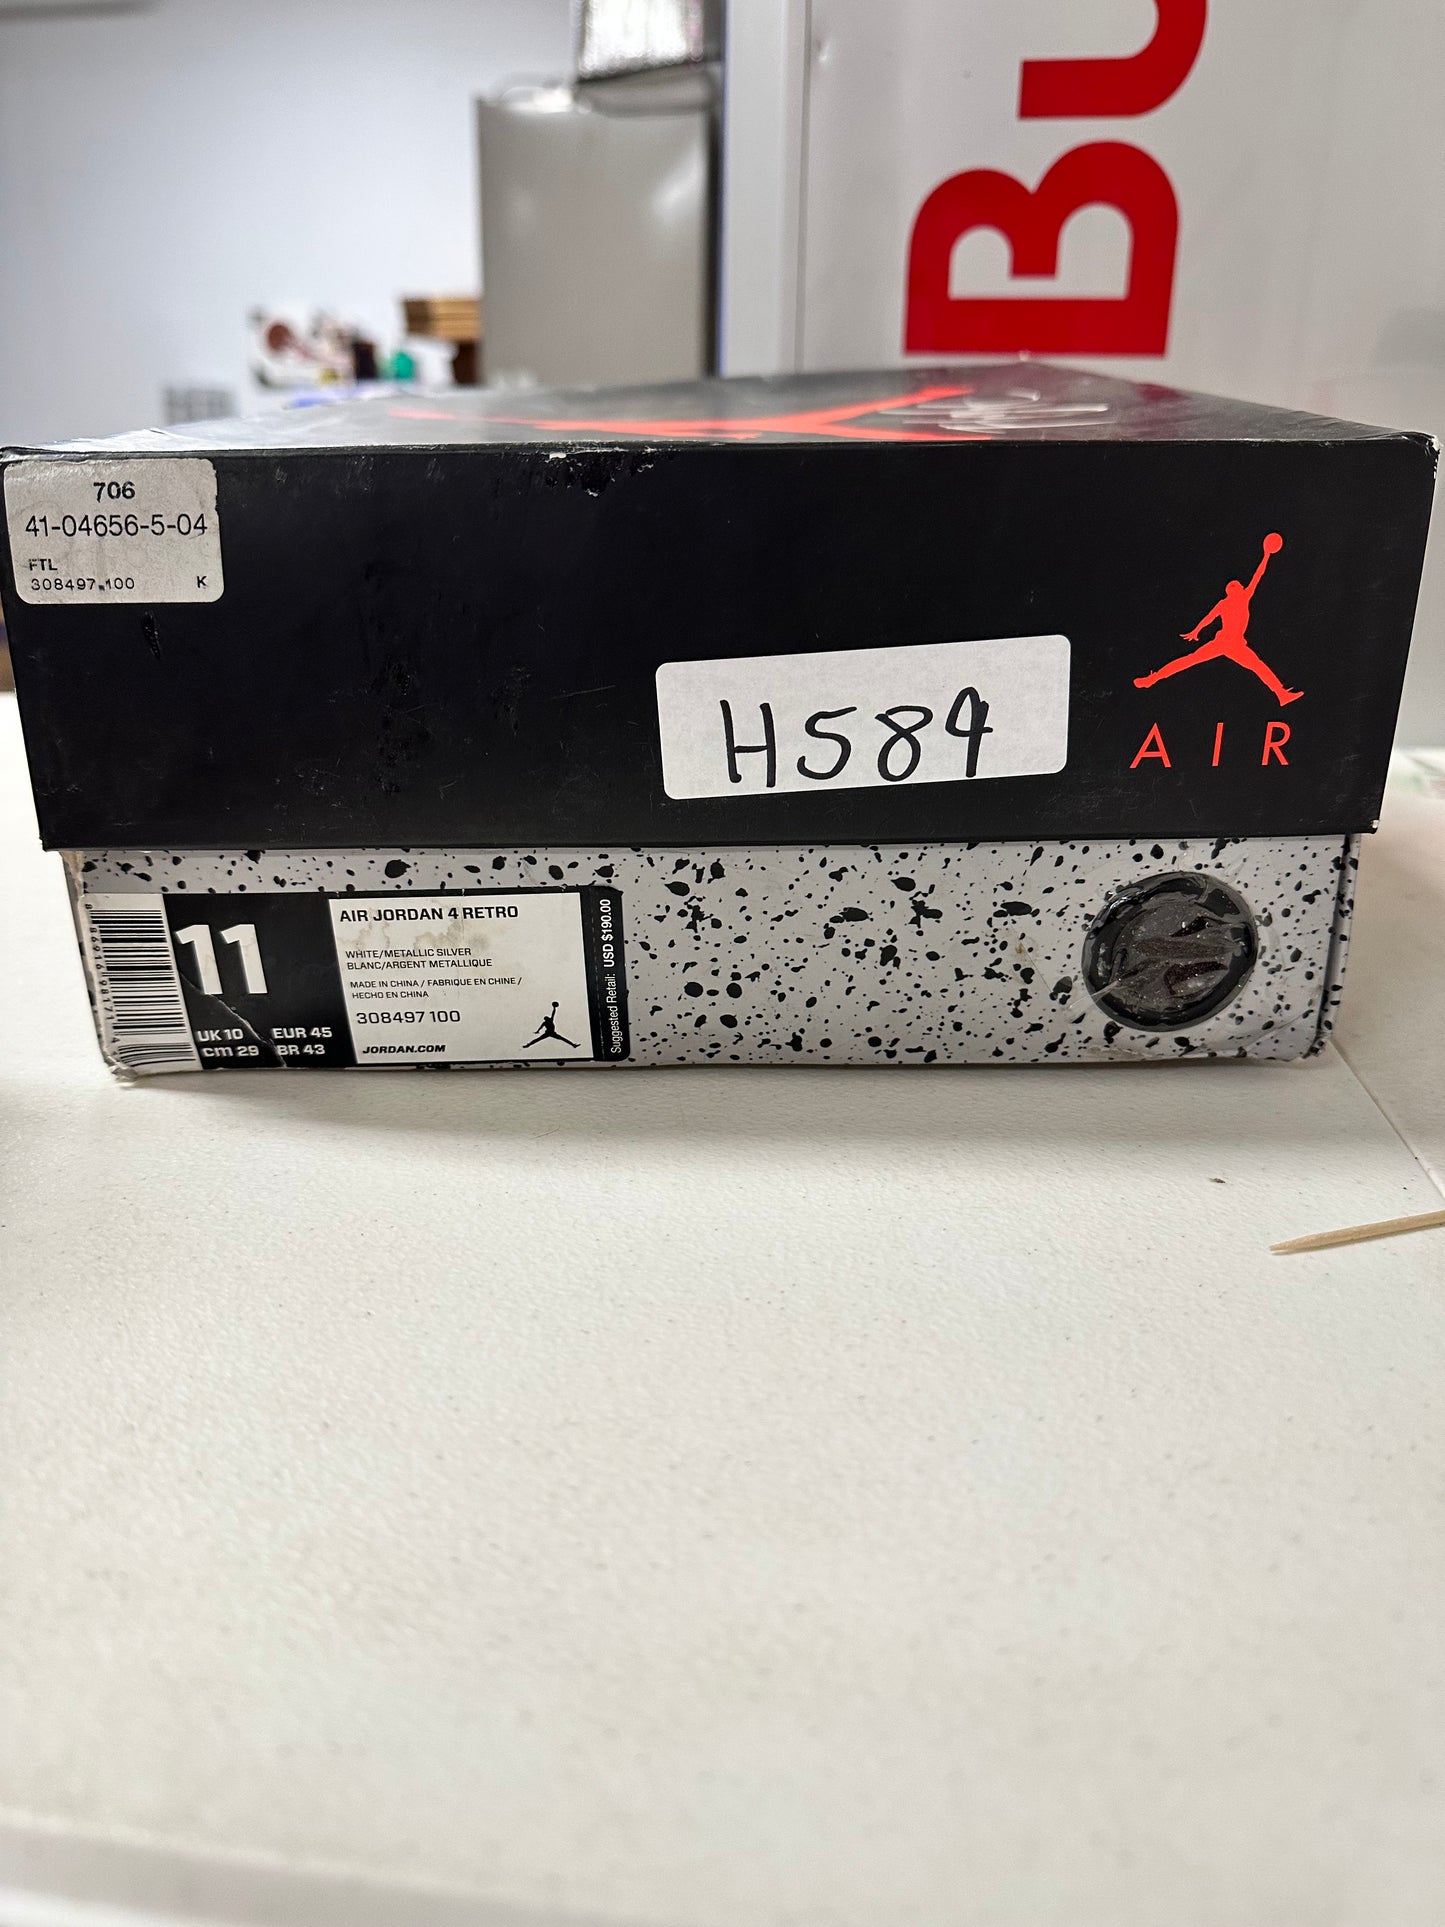 BU
706
41-04656-5-04
FTL
308497 100 K
H584
AIR
11
UK 10 EUR 45
cm 29 BR 43
AIR JORDAN 4 RETRO
WHITE/METALLIC SILVER
BLANC/ARGENT METALLIQUE
MADE IN CHINA / FABRIQUE EN CHINE /
HECHO EN CHINA
308497 100
JORDAN.COM
Suggested Retail: USD $190.00